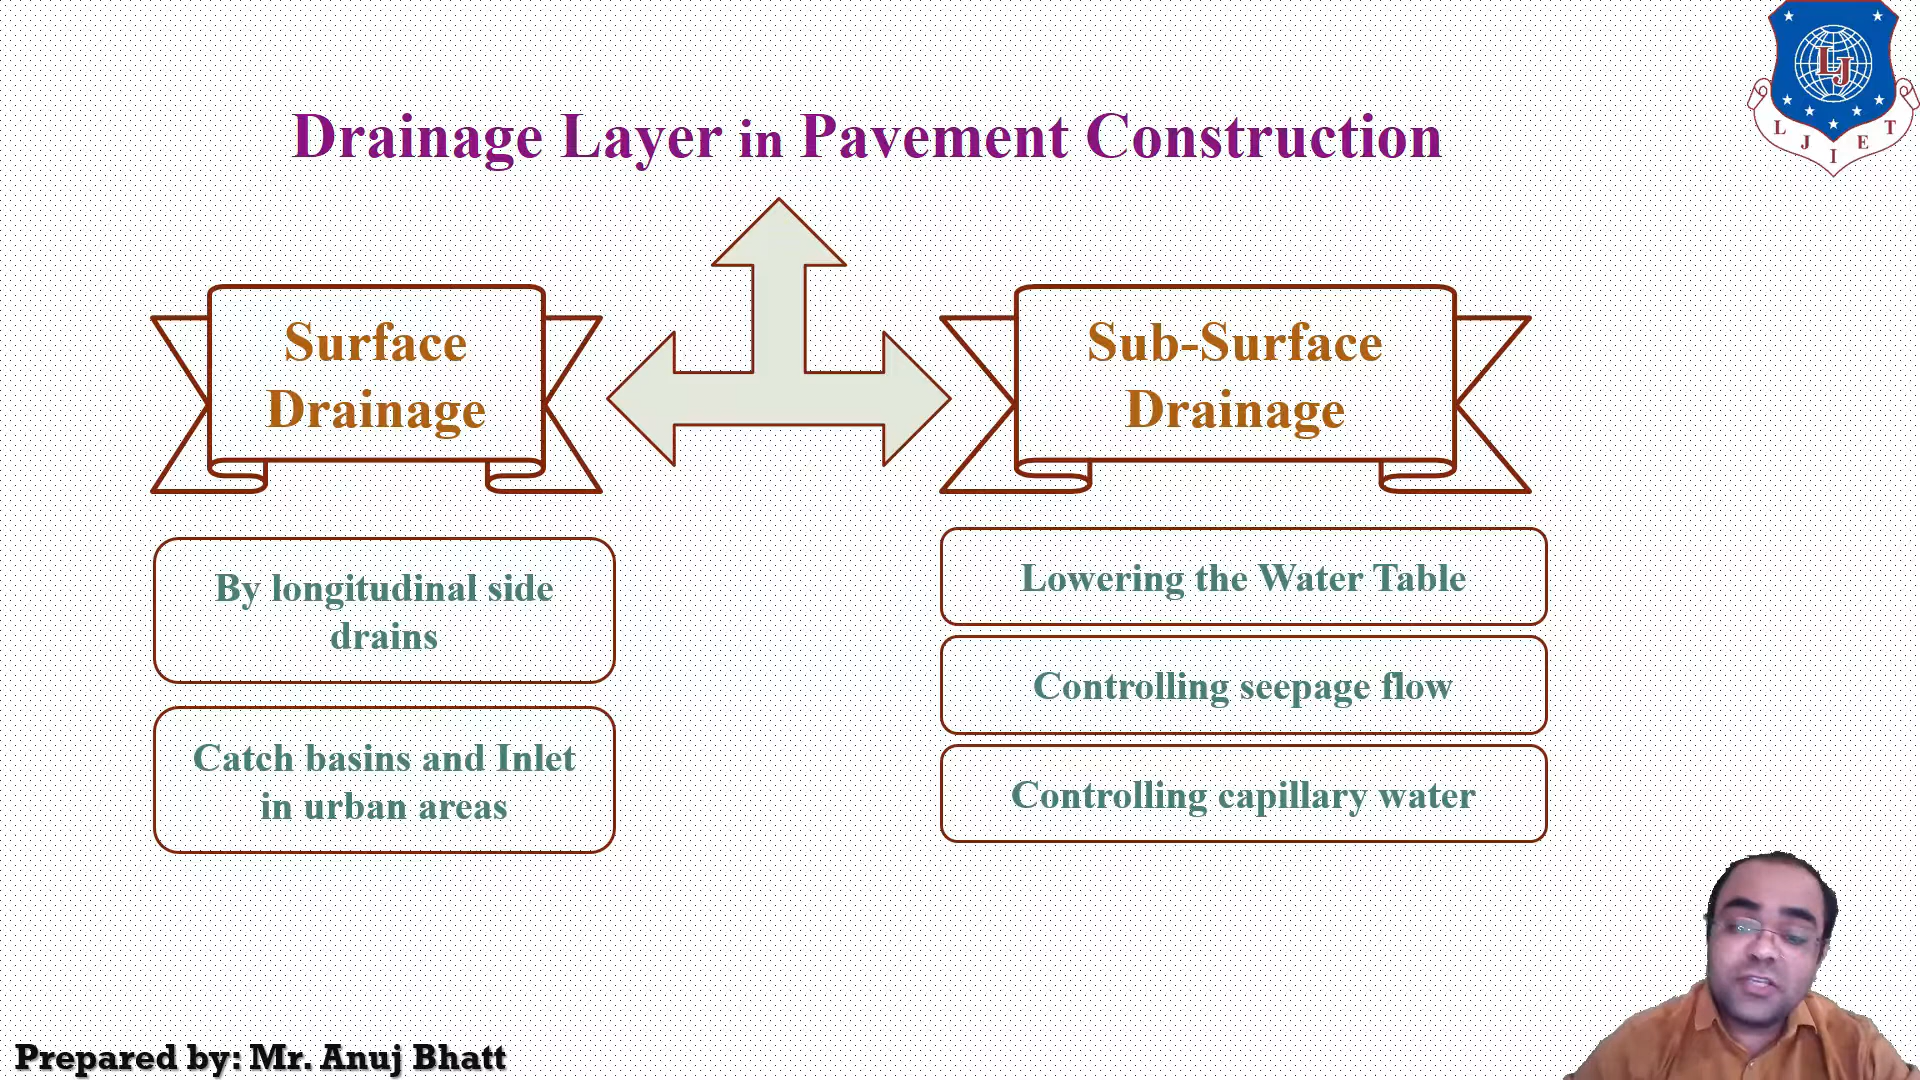 Drainage Layer in Pavement Construction
LJ
L J I E T
Surface
Drainage
Sub-Surface
Drainage
By longitudinal side
drains
Catch basins and Inlet
in urban areas
Lowering the Water Table
Controlling seepage flow
Controlling capillary water
Prepared by: Mr. Anuj Bhatt